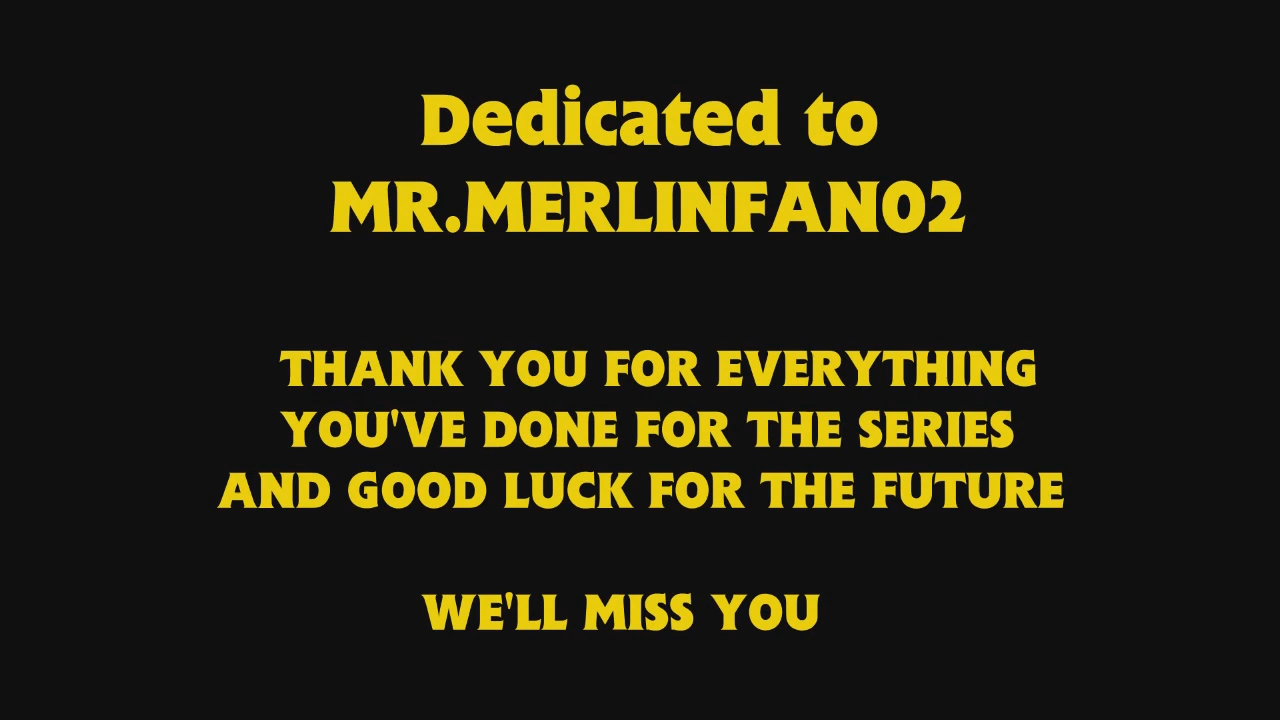 Dedicated to
MR.MERLINFAN02
THANK YOU FOR EVERYTHING
YOU'VE DONE FOR THE SERIES
AND GOOD LUCK FOR THE FUTURE
WE'LL MISS YOU